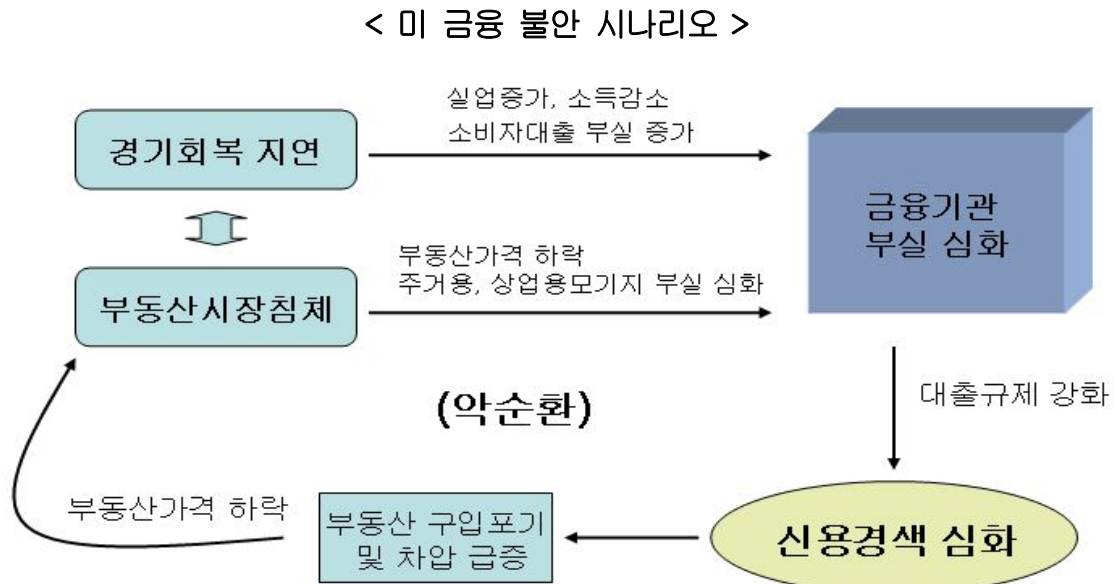 < 미 금융 불안 시나리오 >
실업증가, 소득감소
소비자대출 부실 증가
경기회복 지연
금융기관
부실 심화
부동산가격 하락
주거용, 상업용모기지 부실 심화
부동산시장침체
대출규제 강화
(악순환)
부동산가격 하락
부동산 구입포기
및 차압 급증
신용경색 심화